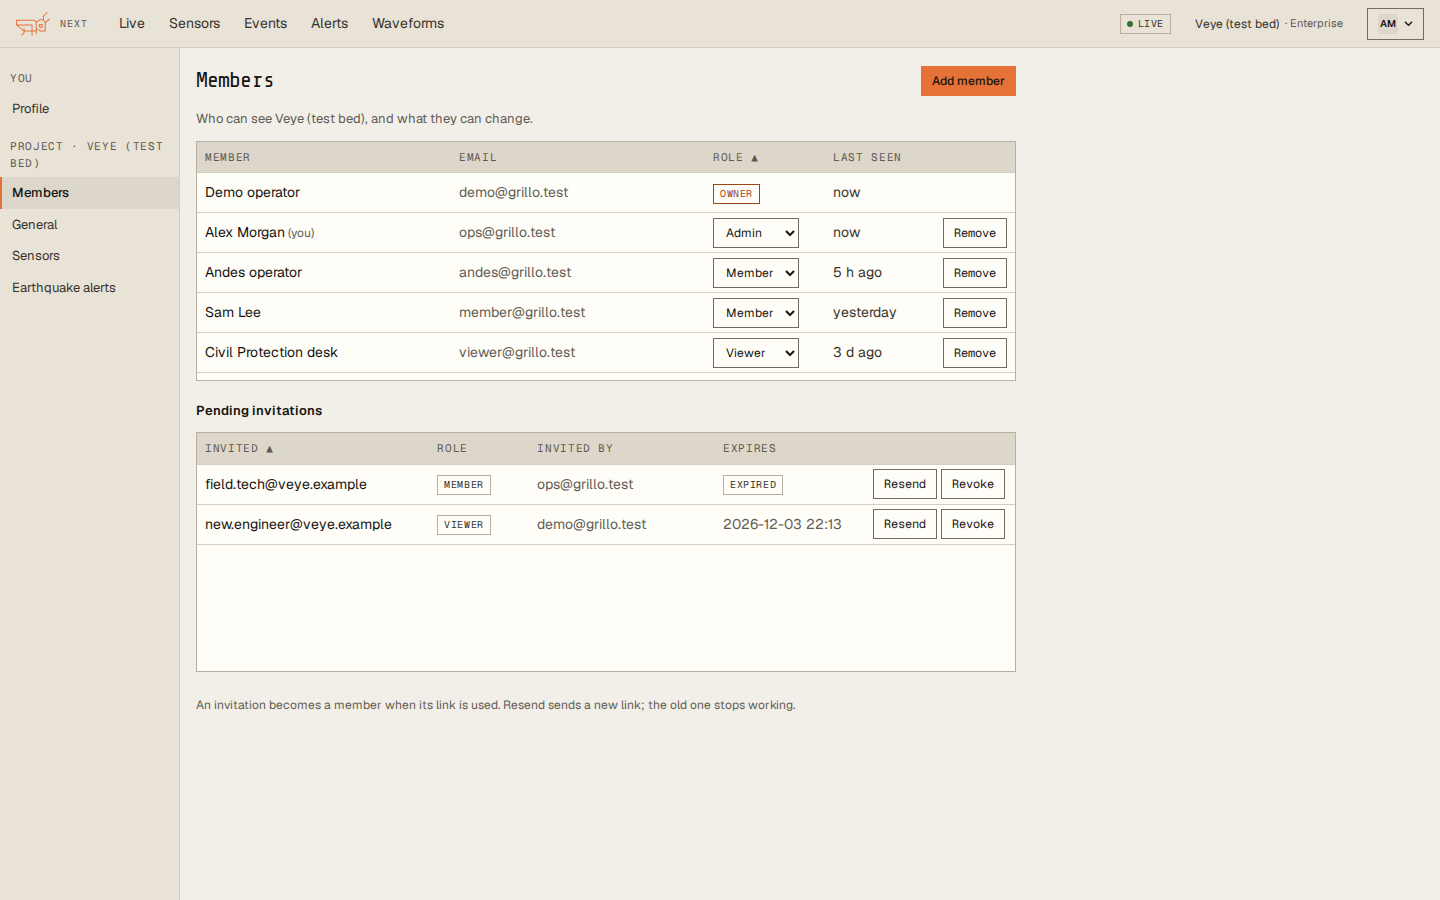 NEXT Live Sensors Events Alerts Waveforms LIVE Veye (test bed) · Enterprise AM
YOU
Profile
PROJECT · VEYE (TEST
BED)
Members
General
Sensors
Earthquake alerts
Members Add member
Who can see Veye (test bed), and what they can change.
MEMBER EMAIL ROLE ▲ LAST SEEN
Demo operator demo@grillo.test OWNER now
Alex Morgan (you) ops@grillo.test Admin now Remove
Andes operator andes@grillo.test Member 5 h ago Remove
Sam Lee member@grillo.test Member yesterday Remove
Civil Protection desk viewer@grillo.test Viewer 3 d ago Remove
Pending invitations
INVITED ▲ ROLE INVITED BY EXPIRES
field.tech@veye.example MEMBER ops@grillo.test EXPIRED Resend Revoke
new.engineer@veye.example VIEWER demo@grillo.test 2026-12-03 22:13 Resend Revoke
An invitation becomes a member when its link is used. Resend sends a new link; the old one stops working.